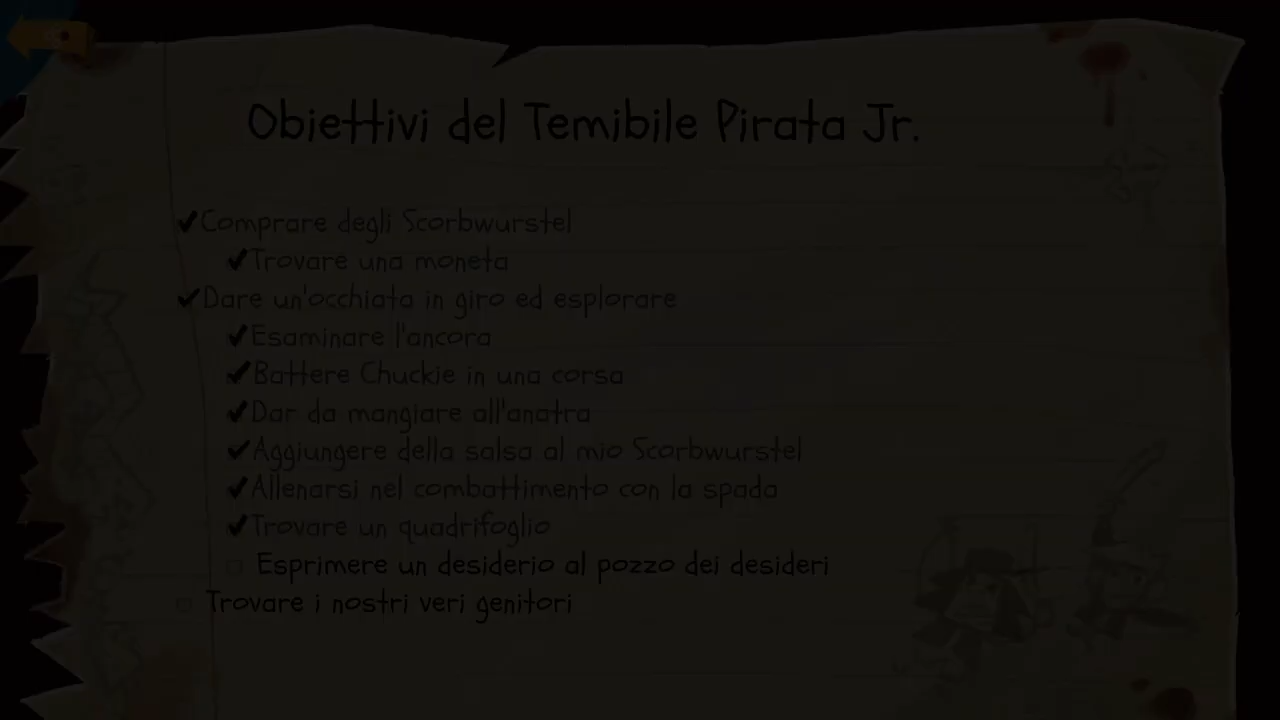 Obiettivi del Temibile Pirata Jr.
✔Comprare degli Scorbwurstel
✔Trovare una moneta
✔Dare un'occhiata in giro ed esplorare
✔Esaminare l'ancora
✔Battere Chuckie in una corsa
✔Dar da mangiare all'anatra
✔Aggiungere della salsa al mio Scorbwurstel
✔Allenarsi nel combattimento con la spada
✔Trovare un quadrifoglio
Esprimere un desiderio al pozzo dei desideri
Trovare i nostri veri genitori